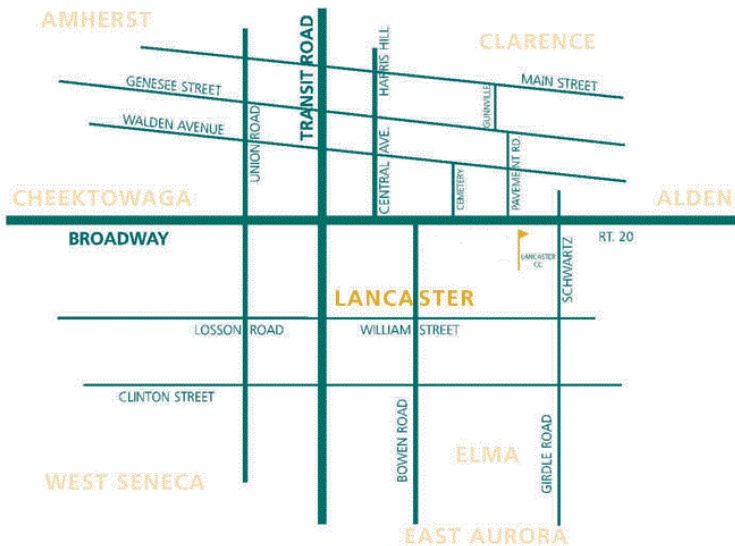 AMHERST
CLARENCE
TRANSIT ROAD
HARRIS HILL
MAIN STREET
GENESEE STREET
GUNNVILLE
WALDEN AVENUE
UNION ROAD
CENTRAL AVE.
CEMETERY
PAVEMENT RD.
CHEEKTOWAGA
ALDEN
BROADWAY
RT. 20
LANCASTER
CC
SCHWARTZ
LANCASTER
LOSSON ROAD
WILLIAM STREET
CLINTON STREET
BOWEN ROAD
ELMA
GIRDLE ROAD
WEST SENECA
EAST AURORA